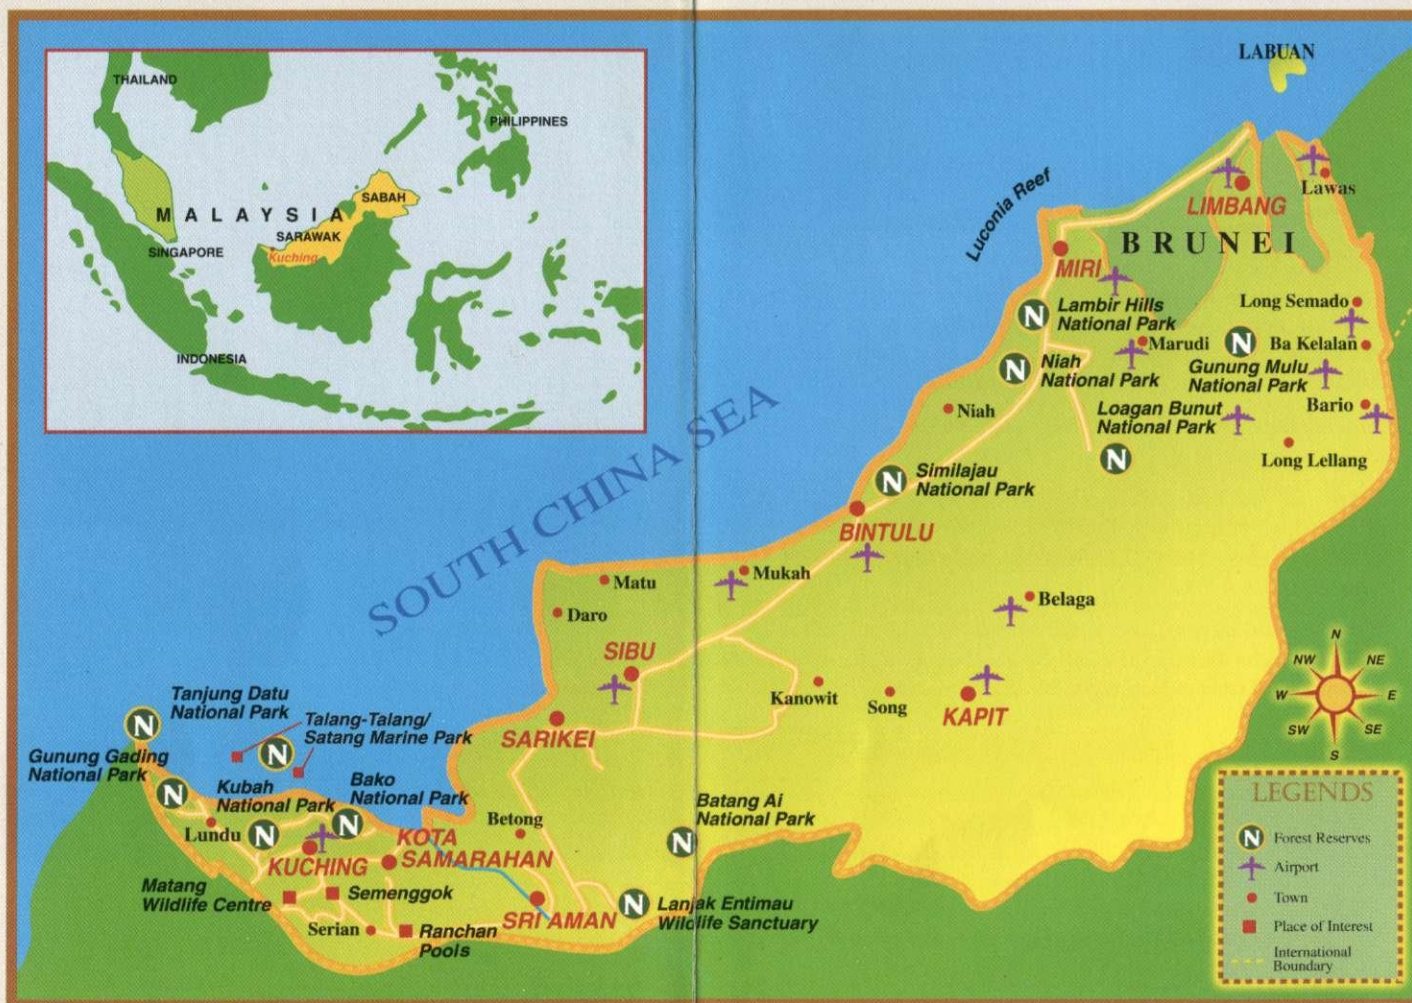 THAILAND
PHILIPPINES
MALAYSIA
SABAH
SARAWAK
Kuching
SINGAPORE
INDONESIA
LABUAN
Luconia Reef
SOUTH CHINA SEA
Lawas
LIMBANG
BRUNEI
MIRI
Lambir Hills
National Park
Long Semado
Marudi
Ba Kelalan
Niah
National Park
Gunung Mulu
National Park
Niah
Loagan Bunut
National Park
Bario
Long Lellang
Similajau
National Park
BINTULU
Matu
Mukah
Daro
Belaga
SIBU
Kanowit
Song
KAPIT
SARIKEI
Tanjung Datu
National Park
Talang-Talang/
Satang Marine Park
Gunung Gading
National Park
Kubah
National Park
Bako
National Park
Batang Ai
National Park
Betong
Lundu
KOTA
SAMARAHAN
KUCHING
Matang
Wildlife Centre
Semenggok
Lanjak Entimau
Wildlife Sanctuary
SRI AMAN
Serian
Ranchan
Pools
N
N
N
N
N
N
N
N
N
N
N
N
N
N
NW
NE
W
E
SW
SE
S
LEGENDS
N
Forest Reserves
Airport
Town
Place of Interest
International
Boundary